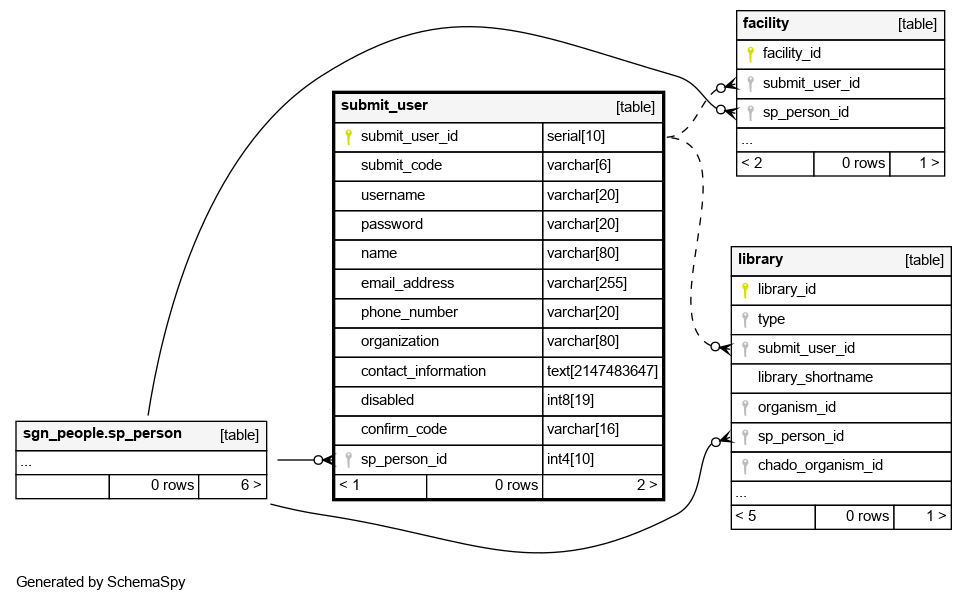 facility [table]
facility_id
submit_user_id
sp_person_id
...
< 2 0 rows 1 >
submit_user [table]
submit_user_id serial[10]
submit_code varchar[6]
username varchar[20]
password varchar[20]
name varchar[80]
email_address varchar[255]
phone_number varchar[20]
organization varchar[80]
contact_information text[2147483647]
disabled int8[19]
confirm_code varchar[16]
sp_person_id int4[10]
< 1 0 rows 2 >
library [table]
library_id
type
submit_user_id
library_shortname
organism_id
sp_person_id
chado_organism_id
...
< 5 0 rows 1 >
sgn_people.sp_person [table]
...
0 rows 6 >
Generated by SchemaSpy